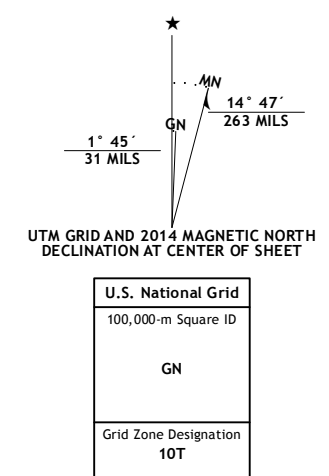 ★
MN
GN
14° 47´
263 MILS
1° 45´
31 MILS
UTM GRID AND 2014 MAGNETIC NORTH
DECLINATION AT CENTER OF SHEET
U.S. National Grid
100,000-m Square ID
GN
Grid Zone Designation
10T